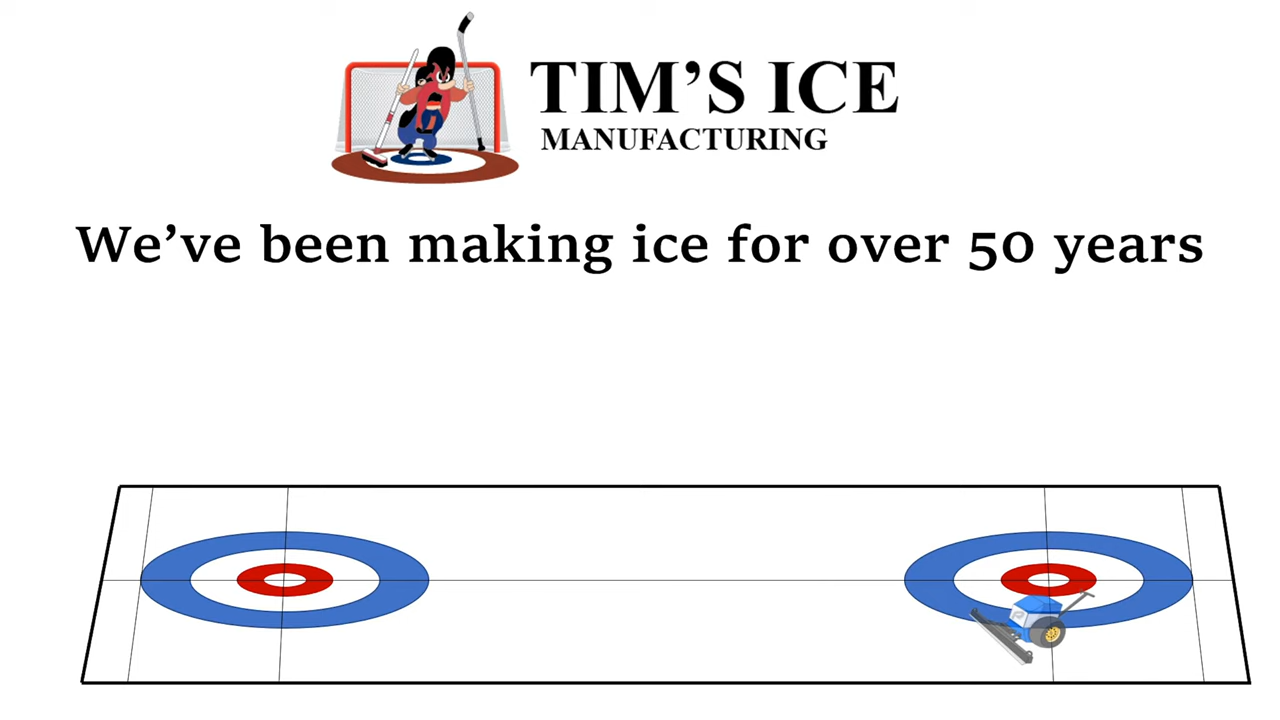 TIM’S ICE
MANUFACTURING
We’ve been making ice for over 50 years